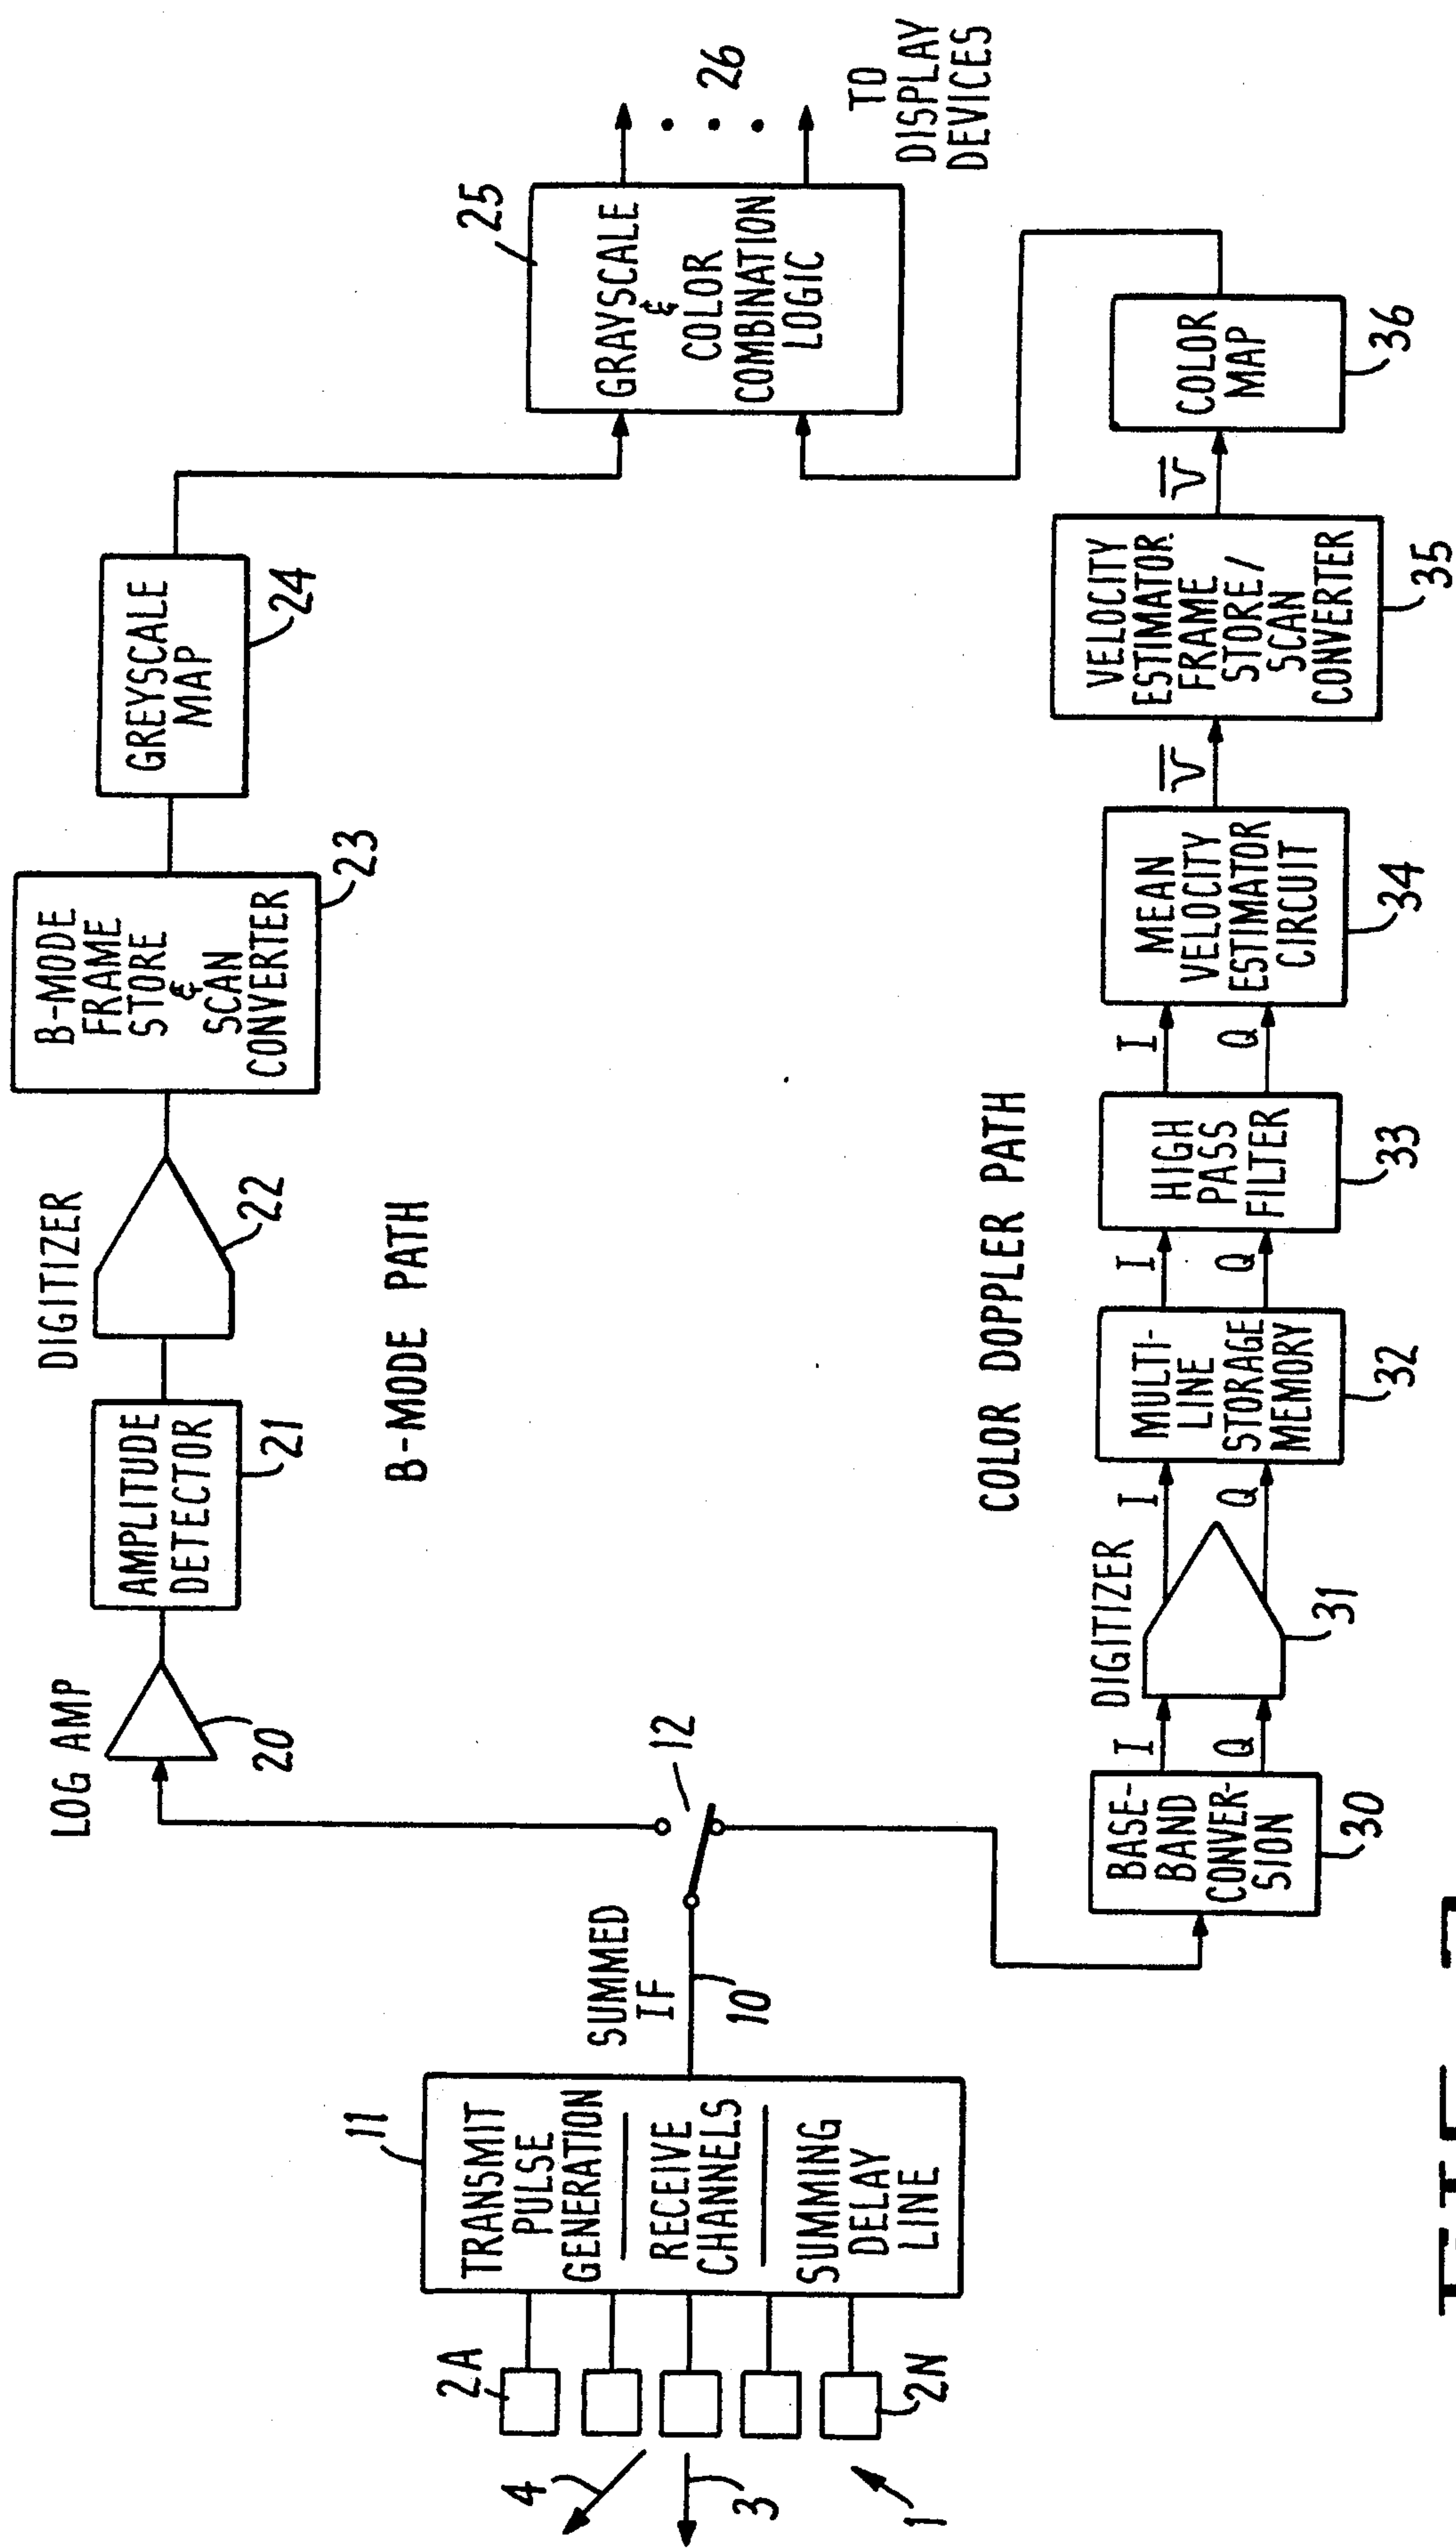 LOG AMP
20
AMPLITUDE
DETECTOR
21
DIGITIZER
22
B-MODE
FRAME
STORE
&
SCAN
CONVERTER
23
GREYSCALE
MAP
24
B-MODE PATH
GRAYSCALE
&
COLOR
COMBINATION
LOGIC
25
26
TO
DISPLAY
DEVICES
1
2A
2N
3
4
TRANSMIT
PULSE
GENERATION
RECEIVE
CHANNELS
SUMMING
DELAY
LINE
11
SUMMED
IF
10
12
COLOR DOPPLER PATH
BASE-
BAND
CONVER-
SION
30
I
Q
DIGITIZER
31
I
Q
MULTI-
LINE
STORAGE
MEMORY
32
I
Q
HIGH
PASS
FILTER
33
I
Q
MEAN
VELOCITY
ESTIMATOR
CIRCUIT
34
V̅
VELOCITY
ESTIMATOR
FRAME
STORE/
SCAN
CONVERTER
35
V̅
COLOR
MAP
36